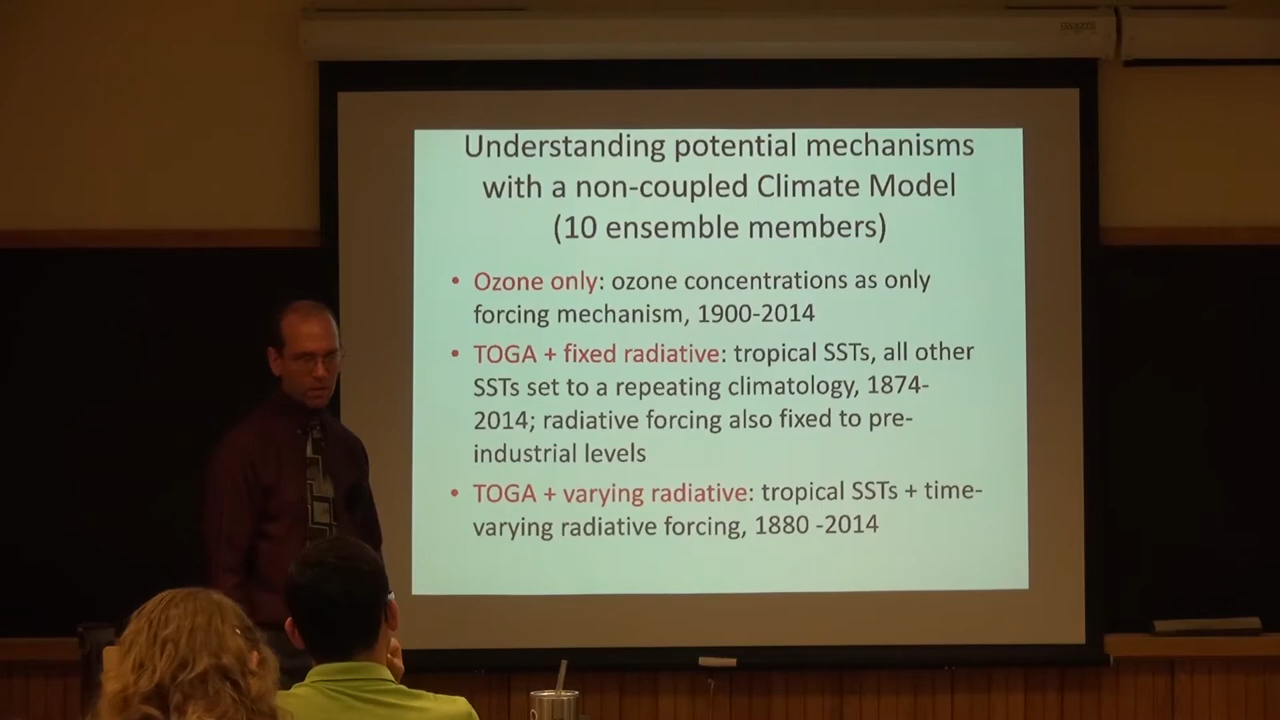 Understanding potential mechanisms
with a non-coupled Climate Model
(10 ensemble members)
• Ozone only: ozone concentrations as only
forcing mechanism, 1900-2014
• TOGA + fixed radiative: tropical SSTs, all other
SSTs set to a repeating climatology, 1874-
2014; radiative forcing also fixed to pre-
industrial levels
• TOGA + varying radiative: tropical SSTs + time-
varying radiative forcing, 1880 -2014